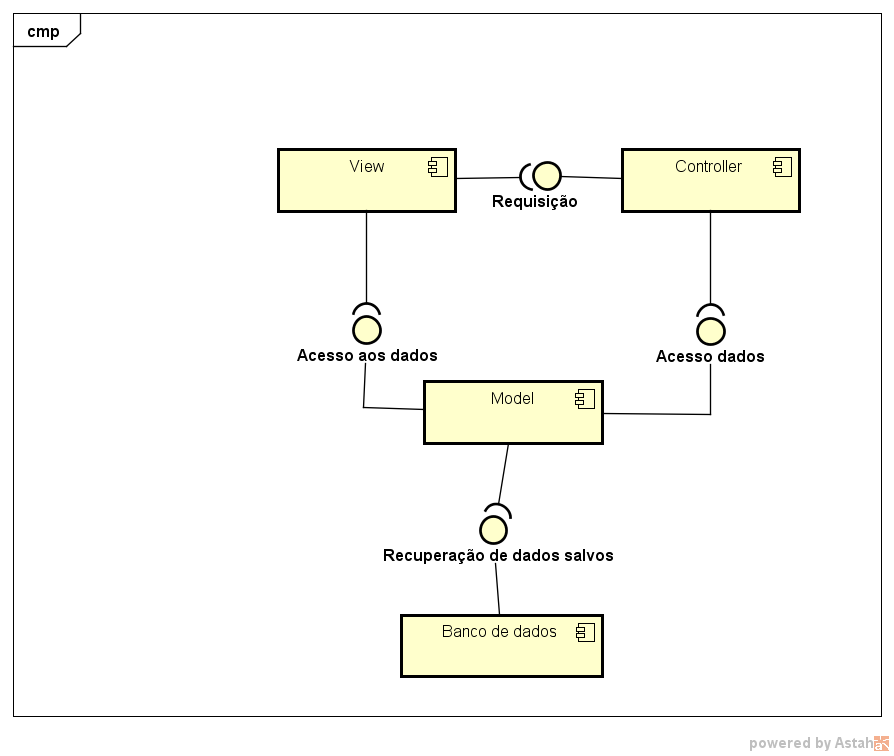 cmp
View
Controller
Requisição
Acesso aos dados
Acesso dados
Model
Recuperação de dados salvos
Banco de dados
powered by Astah